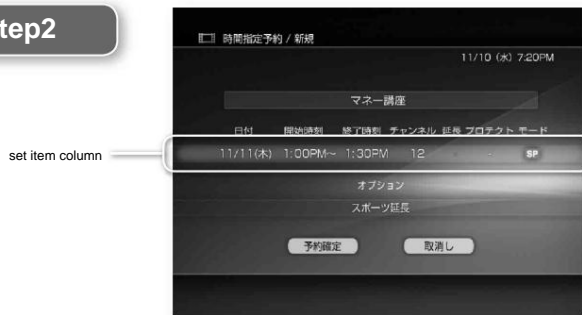 tep2
時間指定予約 / 新規
11/10 (水) 7:20PM
マネー講座
日付 開始時刻 終了時刻 チャンネル 延長 プロテクト モード
set item column
11/11(木) 1:00PM~ 1:30PM 12 - - SP
オプション
スポーツ延長
予約確定 取消し